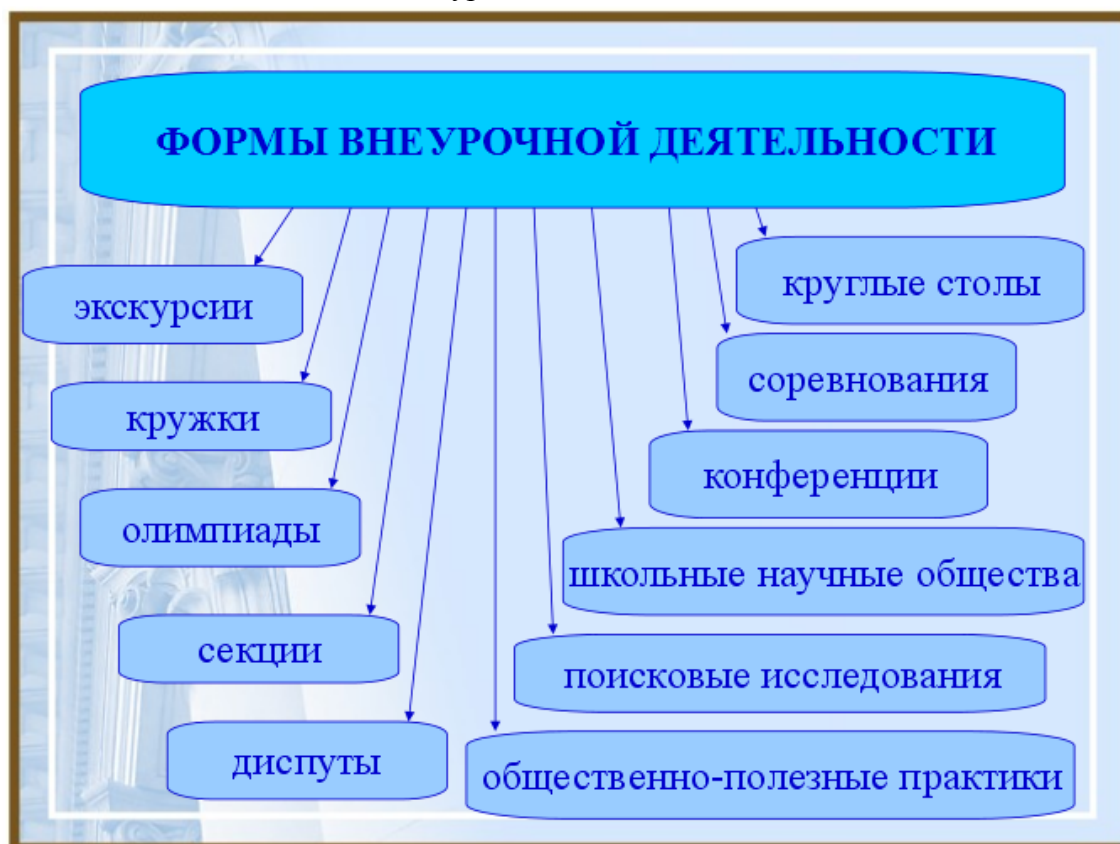 ФОРМЫ ВНЕУРОЧНОЙ ДЕЯТЕЛЬНОСТИ
экскурсии
кружки
олимпиады
секции
диспуты
круглые столы
соревнования
конференции
школьные научные общества
поисковые исследования
общественно-полезные практики